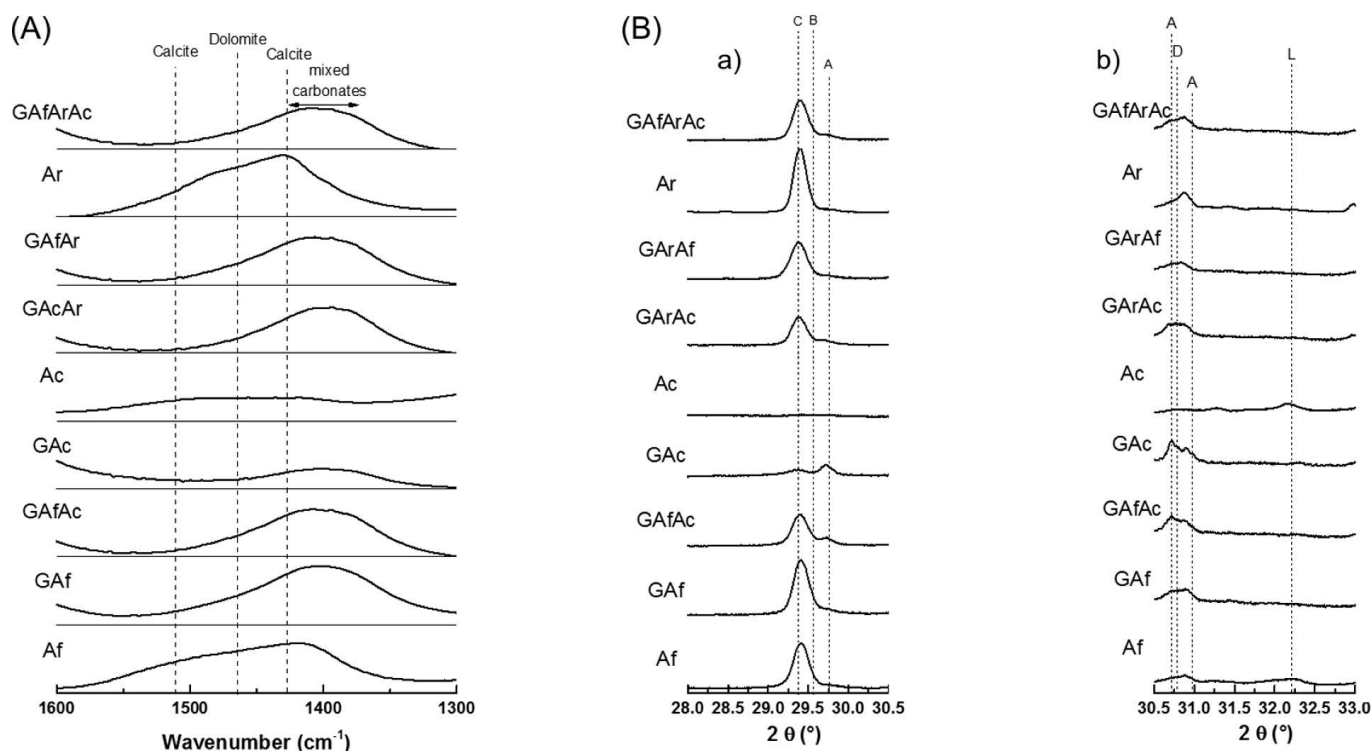 (A)
Calcite
Dolomite
Calcite
mixed
carbonates
GAfArAc
Ar
GAfAr
GAcAr
Ac
GAc
GAfAc
GAf
Af
1600
1500
1400
1300
Wavenumber (cm-1)
(B)
a)
C
B
A
GAfArAc
Ar
GArAf
GArAc
Ac
GAc
GAfAc
GAf
Af
28.0 28.5 29.0 29.5 30.0 30.5
2 θ (°)
b)
A
D
A
L
GAfArAc
Ar
GArAf
GArAc
Ac
GAc
GAfAc
GAf
Af
30.5 31.0 31.5 32.0 32.5 33.0
2 θ (°)